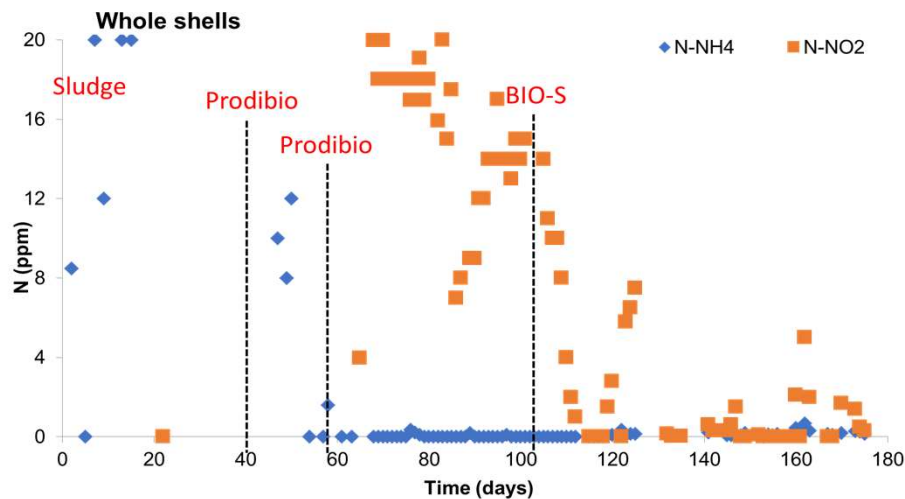 Whole shells
N-NH4
N-NO2
Sludge
Prodibio
Prodibio
BIO-S
20
16
12
8
4
0
N (ppm)
0 20 40 60 80 100 120 140 160 180
Time (days)